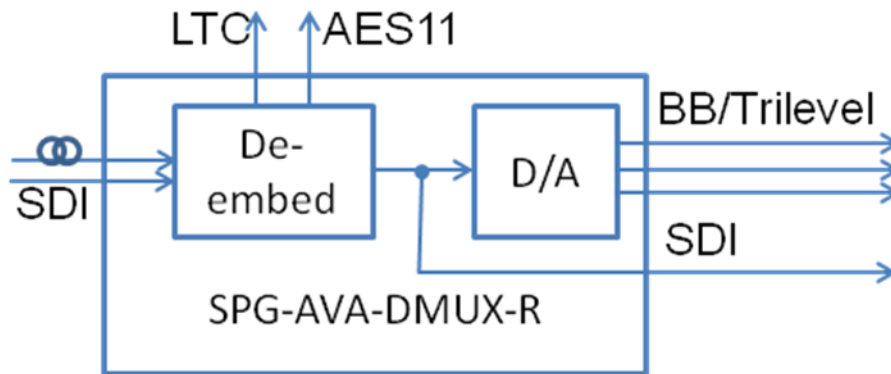 LTC
AES11
BB/Trilevel
De-
embed
D/A
SDI
SDI
SPG-AVA-DMUX-R